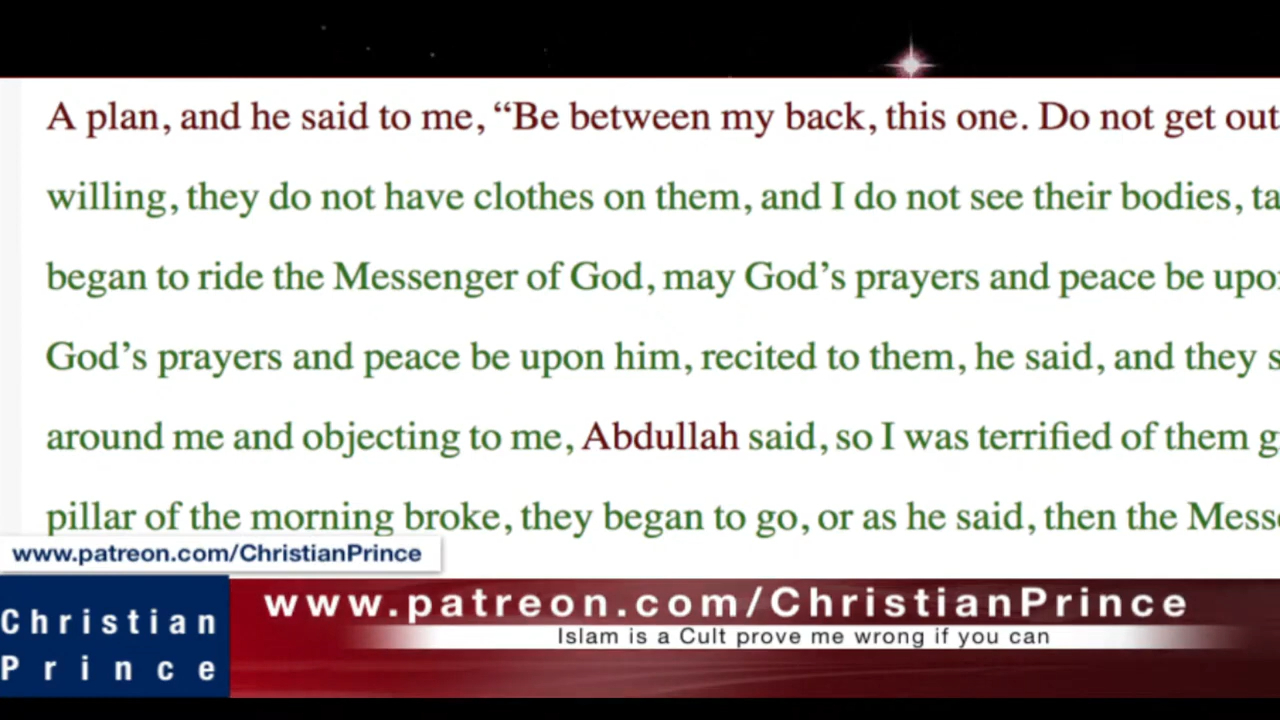 A plan, and he said to me, “Be between my back, this one. Do not get out
willing, they do not have clothes on them, and I do not see their bodies,
began to ride the Messenger of God, may God’s prayers and peace be
God’s prayers and peace be upon him, recited to them, he said, and they
around me and objecting to me, Abdullah said, so I was terrified of them
pillar of the morning broke, they began to go, or as he said, then the
www.patreon.com/ChristianPrince
www.patreon.com/ChristianPrince
Islam is a Cult prove me wrong if you can
Christian
Prince